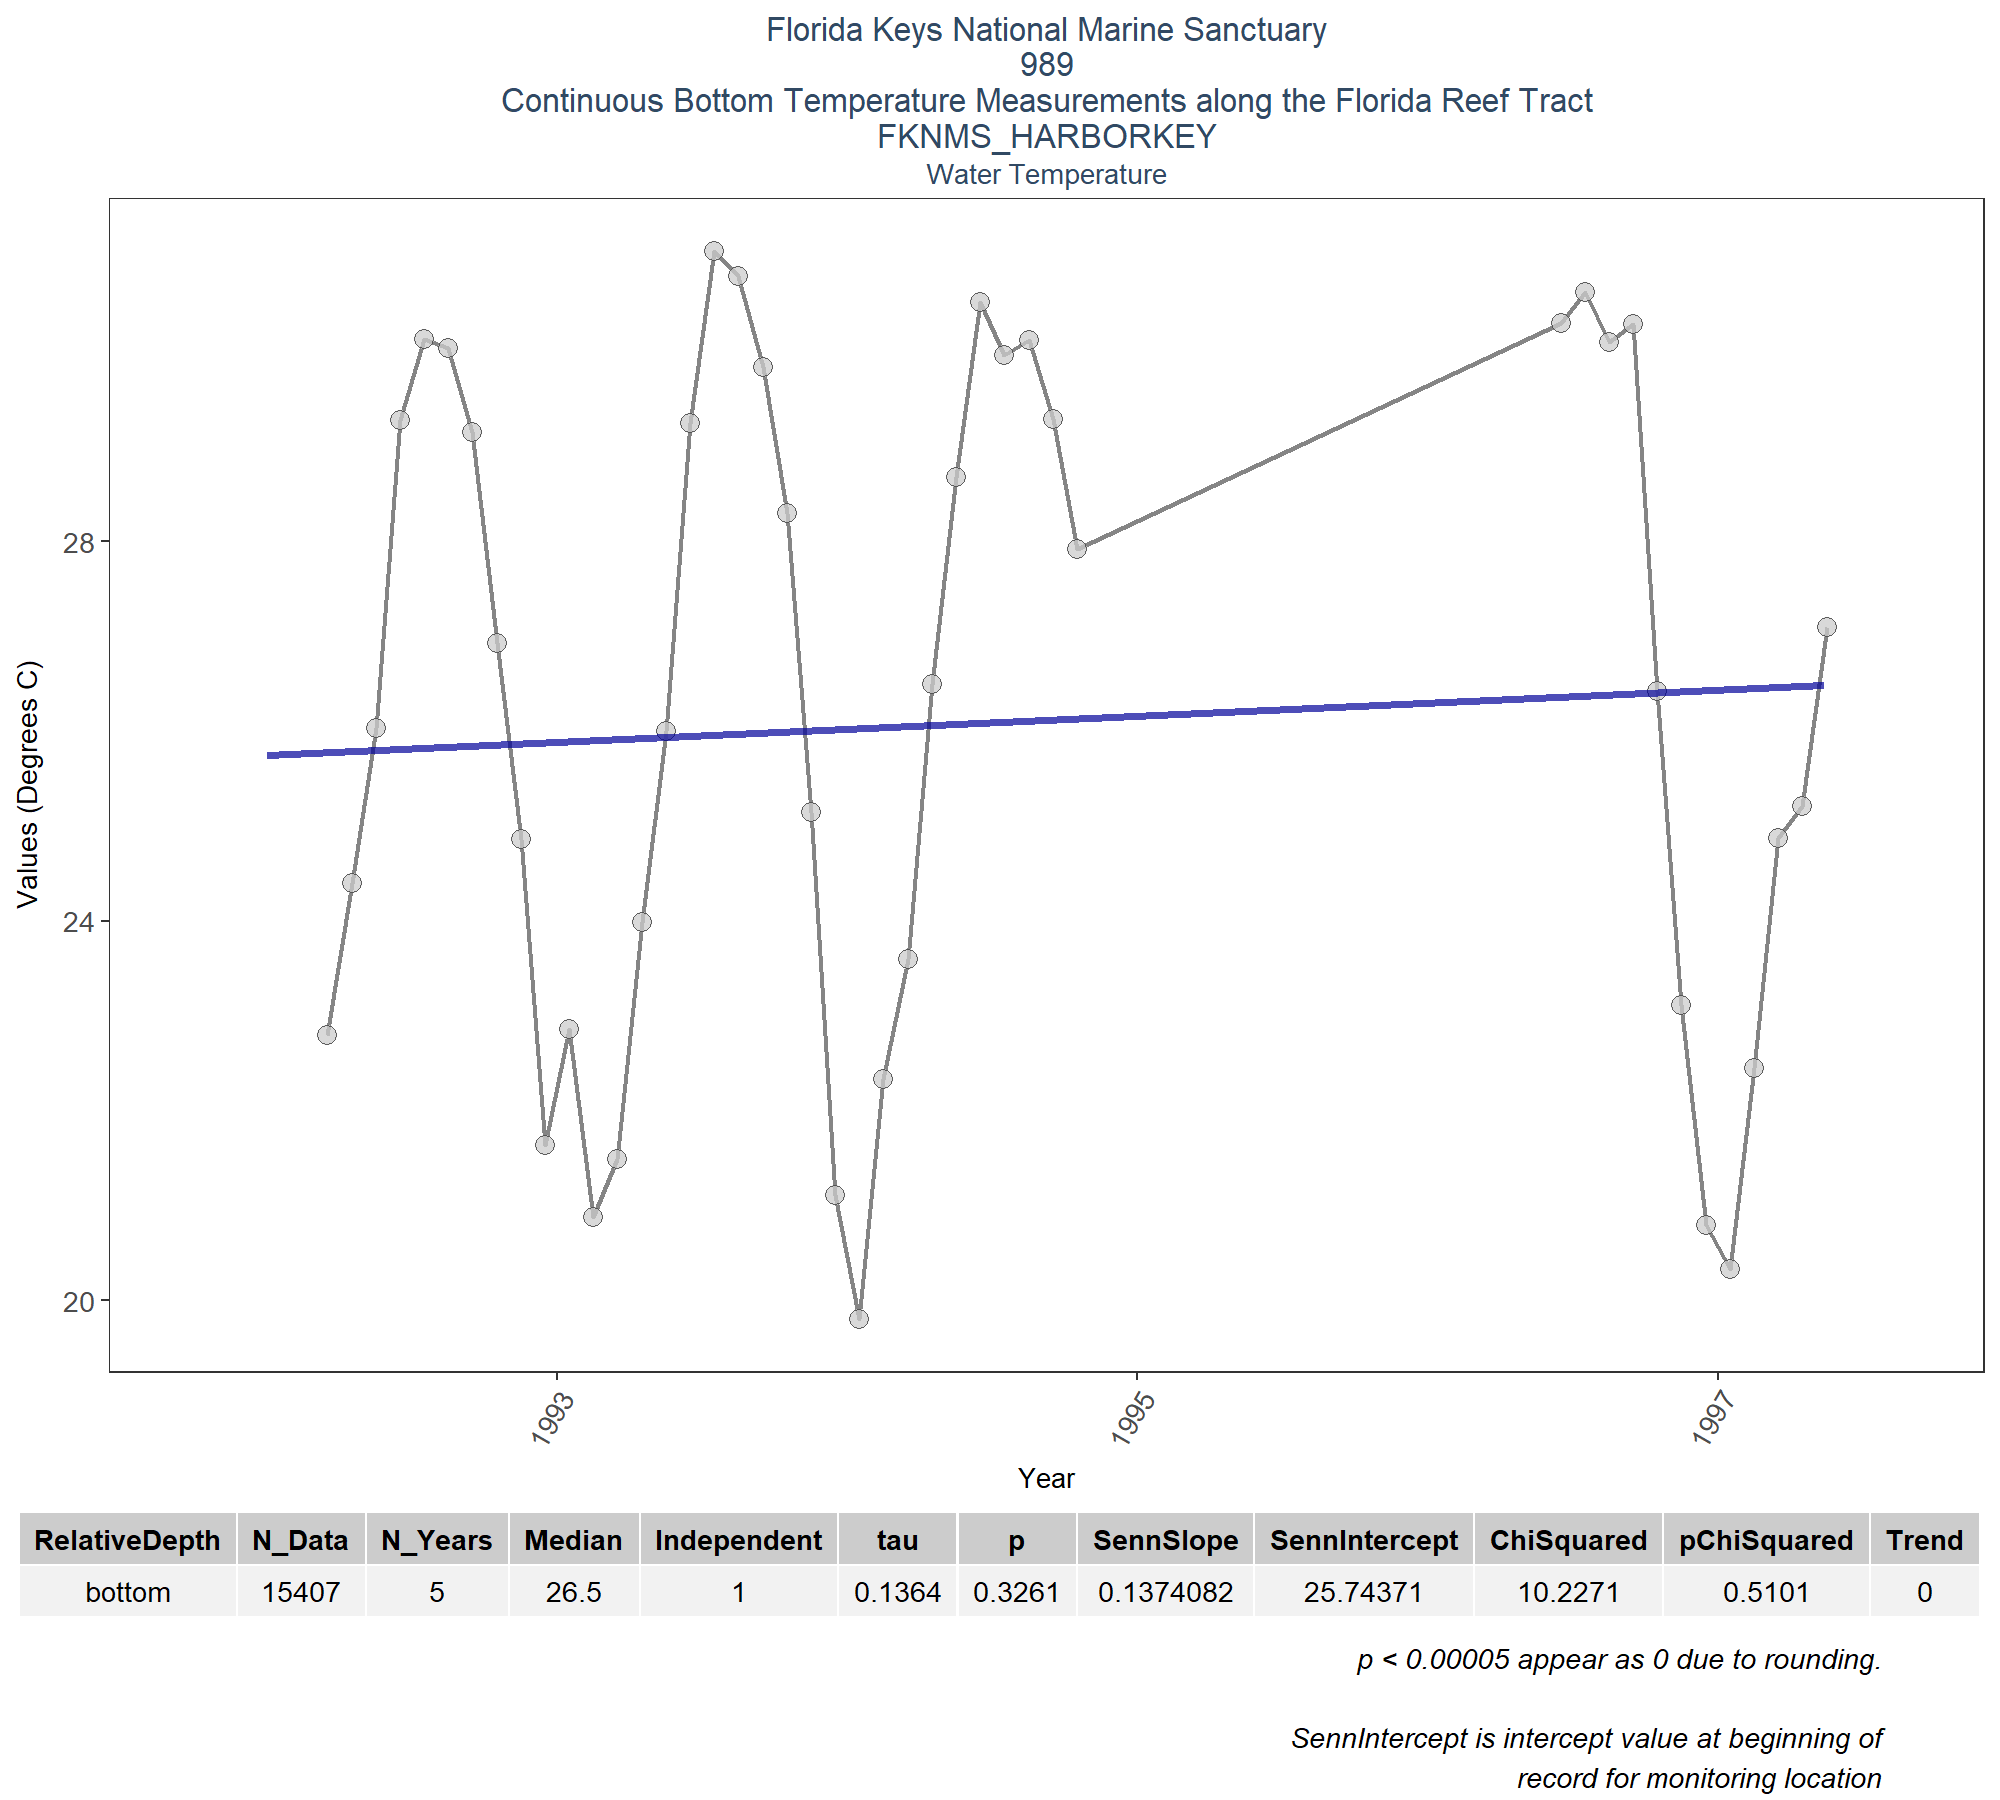 Florida Keys National Marine Sanctuary
989
Continuous Bottom Temperature Measurements along the Florida Reef Tract
FKNMS_HARBORKEY
Water Temperature
Values (Degrees C)
28
24
20
1993
1995
1997
Year
RelativeDepth N_Data N_Years Median Independent tau p SennSlope SennIntercept ChiSquared pChiSquared Trend
bottom 15407 5 26.5 1 0.1364 0.3261 0.1374082 25.74371 10.2271 0.5101 0
p < 0.00005 appear as 0 due to rounding.
SennIntercept is intercept value at beginning of
record for monitoring location